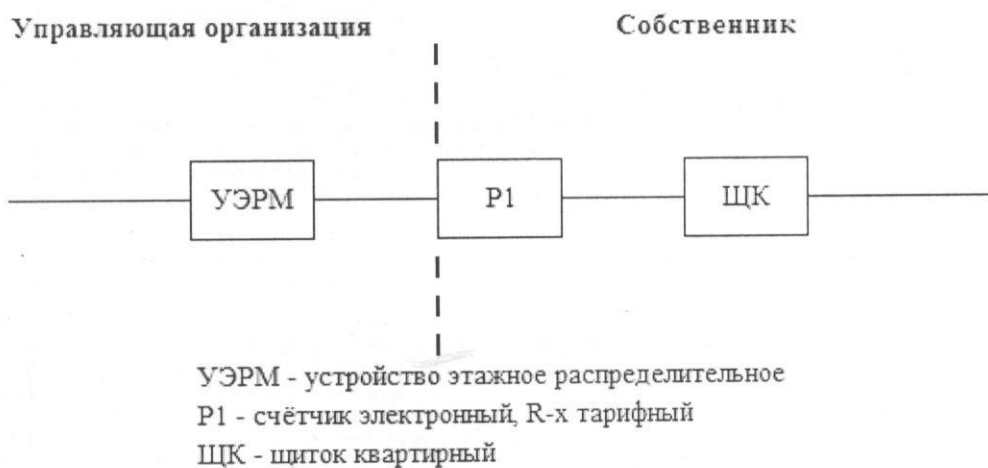 Управляющая организация Собственник
УЭРМ Р1 ЩК
УЭРМ - устройство этажное распределительное
Р1 - счётчик электронный, R-х тарифный
ЩК - щиток квартирный